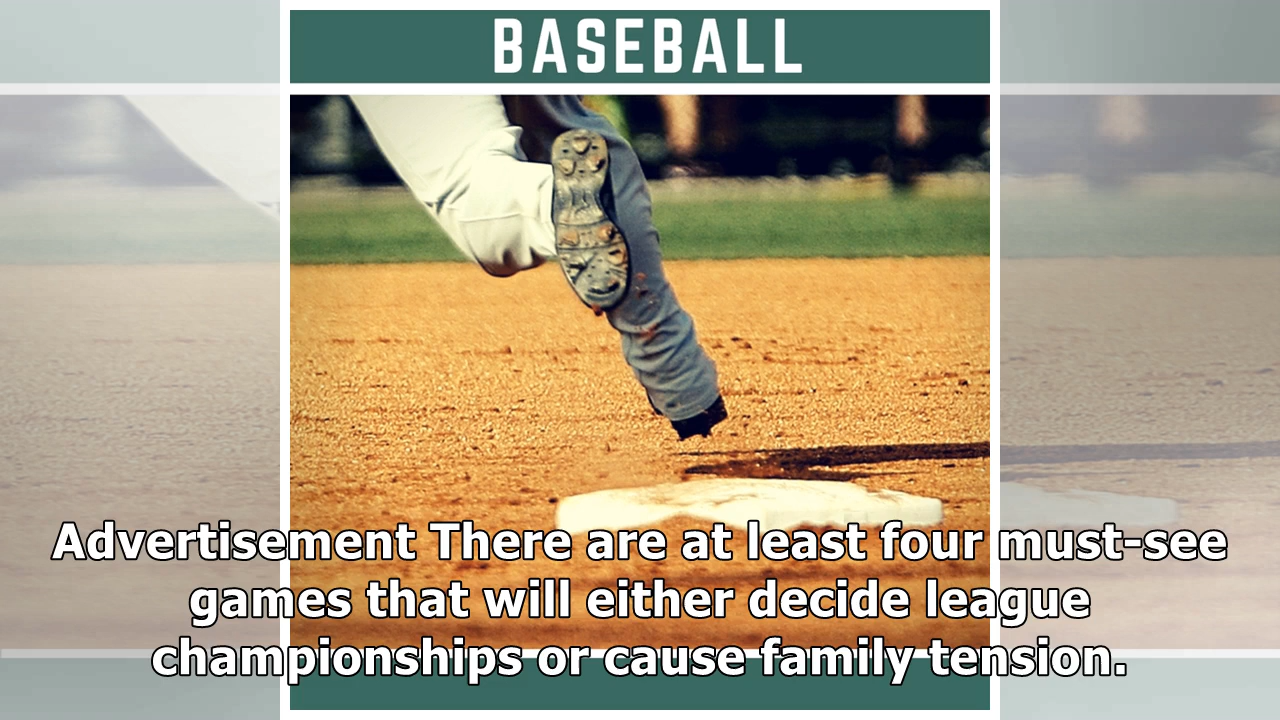 BASEBALL
Advertisement There are at least four must-see
games that will either decide league
championships or cause family tension.